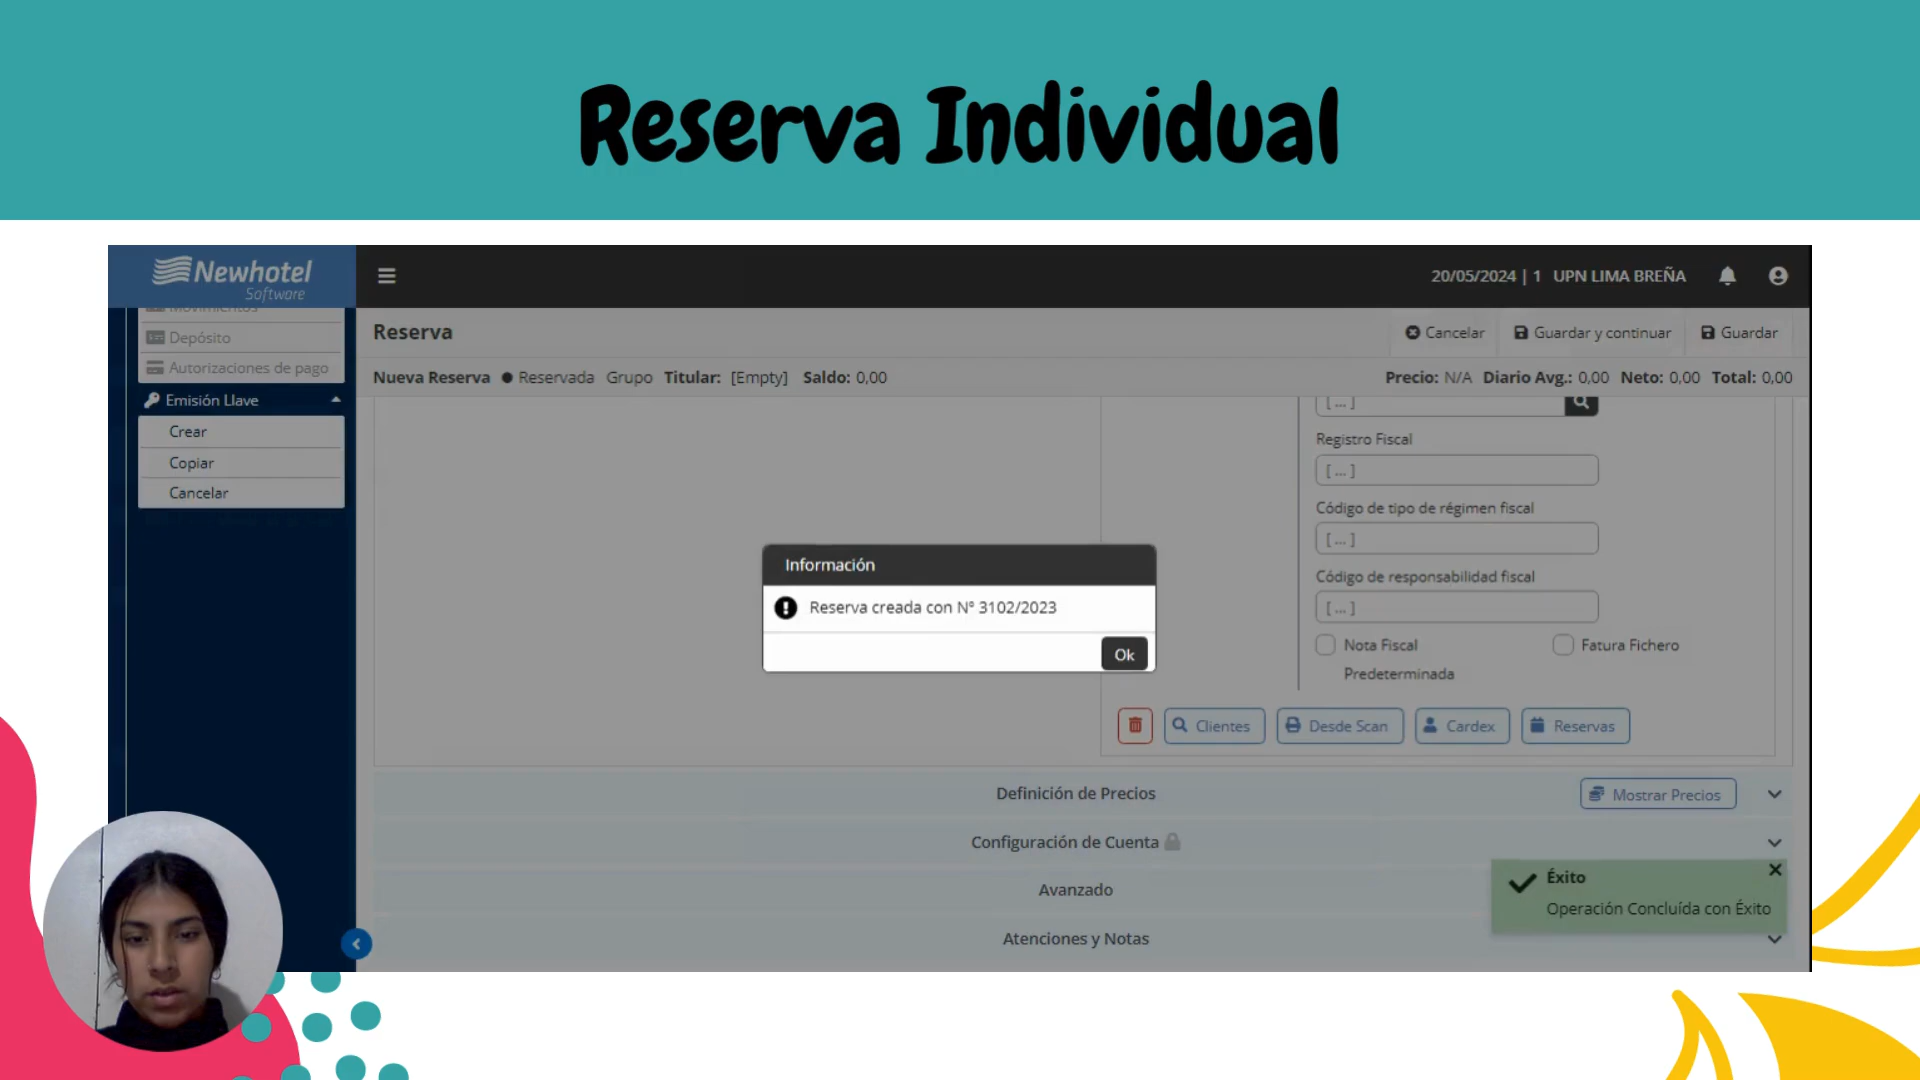 Reserva Individual
Newhotel
Software
20/05/2024 | 1 UPN LIMA BREÑA
Movimientos
Depósito
Autorizaciones de pago
Emisión Llave
Crear
Copiar
Cancelar
Reserva
Cancelar
Guardar y continuar
Guardar
Nueva Reserva Reservada Grupo Titular: [Empty] Saldo: 0,00
Precio: N/A Diario Avg.: 0,00 Neto: 0,00 Total: 0,00
[ ... ]
Registro Fiscal
[ ... ]
Código de tipo de régimen fiscal
[ ... ]
Código de responsabilidad fiscal
[ ... ]
Nota Fiscal
Predeterminada
Fatura Fichero
Información
Reserva creada con Nº 3102/2023
Ok
Clientes
Desde Scan
Cardex
Reservas
Definición de Precios
Mostrar Precios
Configuración de Cuenta
Avanzado
Atenciones y Notas
Éxito
Operación Concluída con Éxito